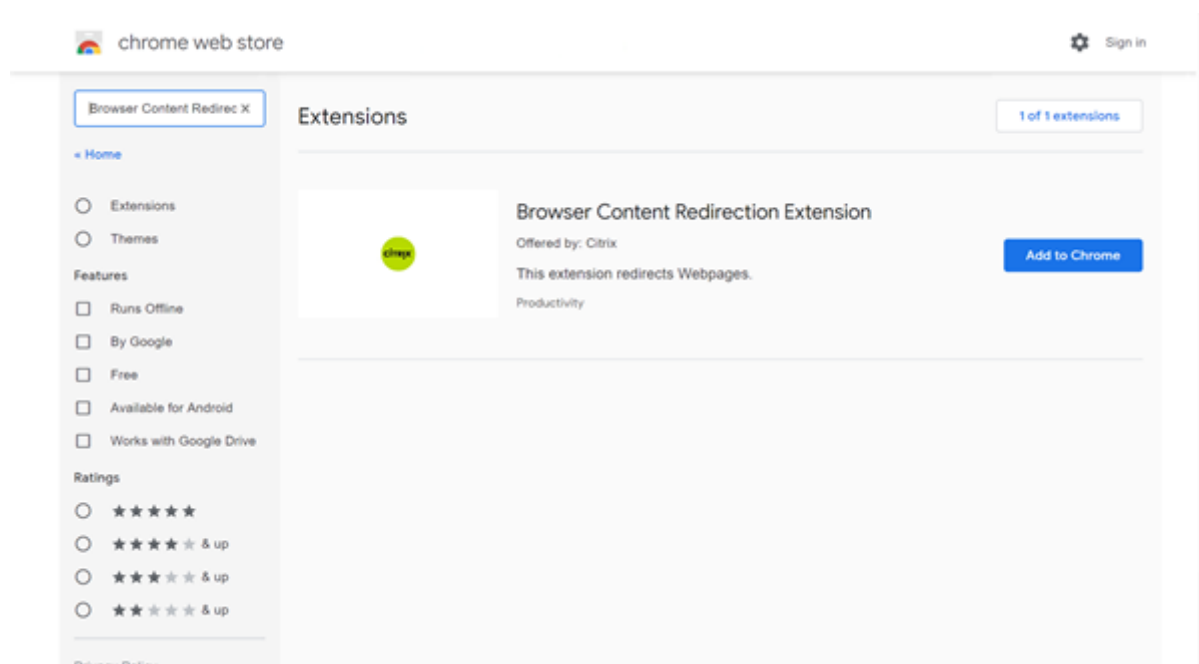 chrome web store
Sign in
Browser Content Redirec
« Home
Extensions
Themes
Features
Runs Offline
By Google
Free
Available for Android
Works with Google Drive
Ratings
& up
& up
& up
Privacy Policy
Extensions
1 of 1 extensions
citrix
Browser Content Redirection Extension
Offered by: Citrix
This extension redirects Webpages.
Productivity
Add to Chrome